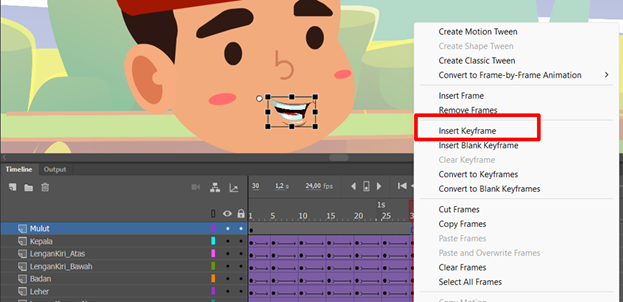 Create Motion Tween
Create Shape Tween
Create Classic Tween
Convert to Frame-by-Frame Animation
Insert Frame
Remove Frames
Insert Keyframe
Insert Blank Keyframe
Clear Keyframe
Convert to Keyframes
Convert to Blank Keyframes
Cut Frames
Copy Frames
Paste Frames
Paste and Overwrite Frames
Clear Frames
Select All Frames
Copy Motion
Timeline Output
30 1,2 s 24,00 fps
1s
1 5 10 15 20 25
Mulut
Kepala
LenganKiri_Atas
LenganKiri_Bawah
Badan
Leher